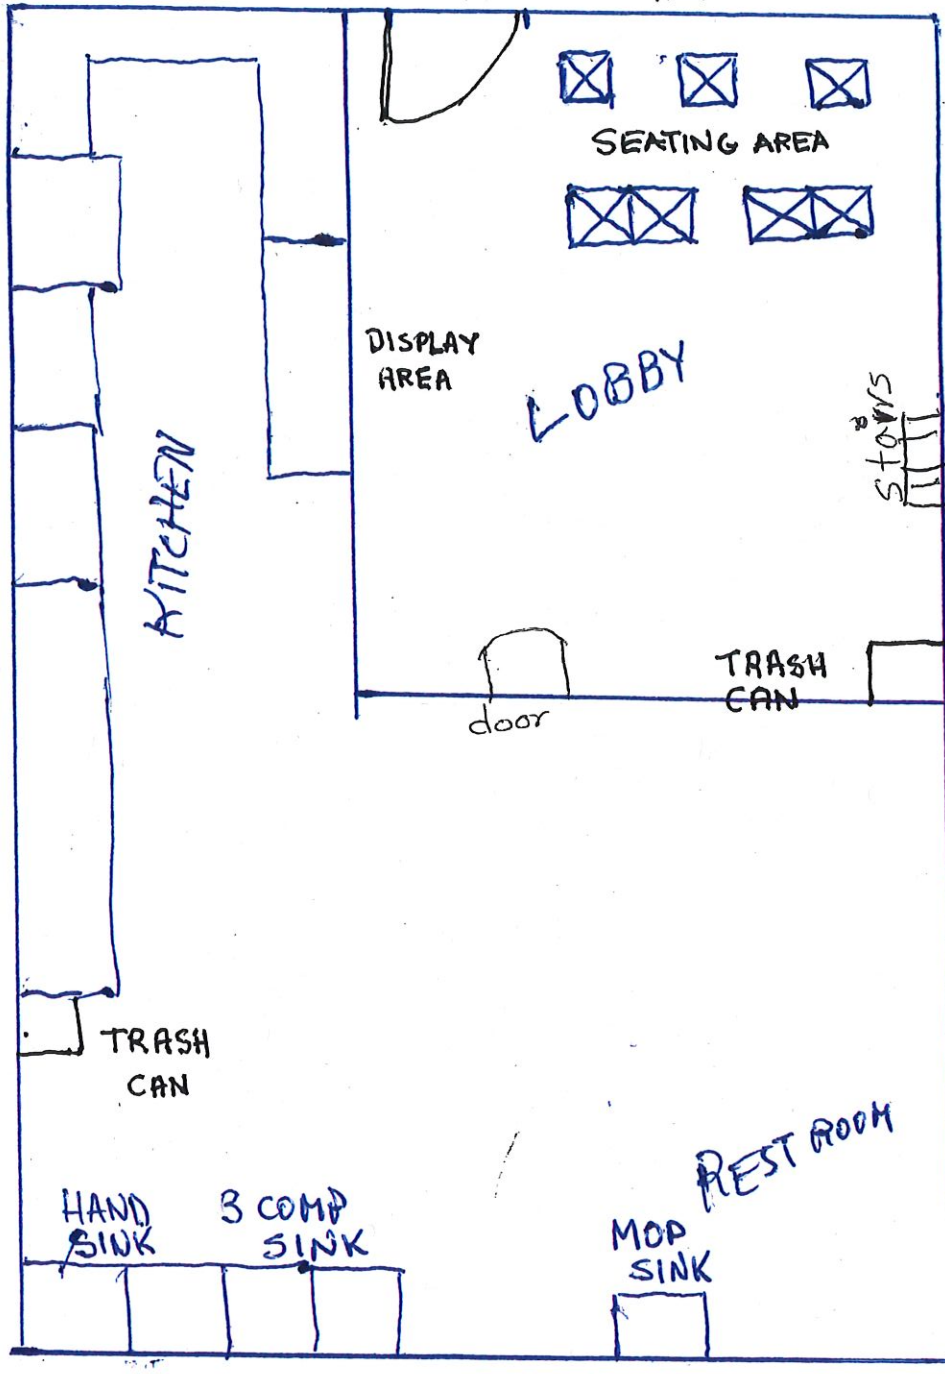 SEATING AREA
DISPLAY
AREA
LOBBY
Stairs
KITCHEN
TRASH
CAN
door
TRASH
CAN
REST ROOM
HAND
SINK
3 COMP
SINK
MOP
SINK